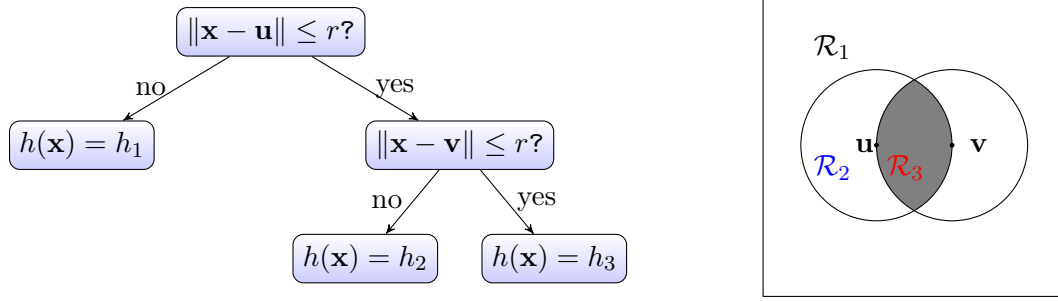 ‖x − u‖ ≤ r?
no
yes
h(x) = h₁
‖x − v‖ ≤ r?
no
yes
h(x) = h₂
h(x) = h₃
ℛ₁
u
v
ℛ₂
ℛ₃